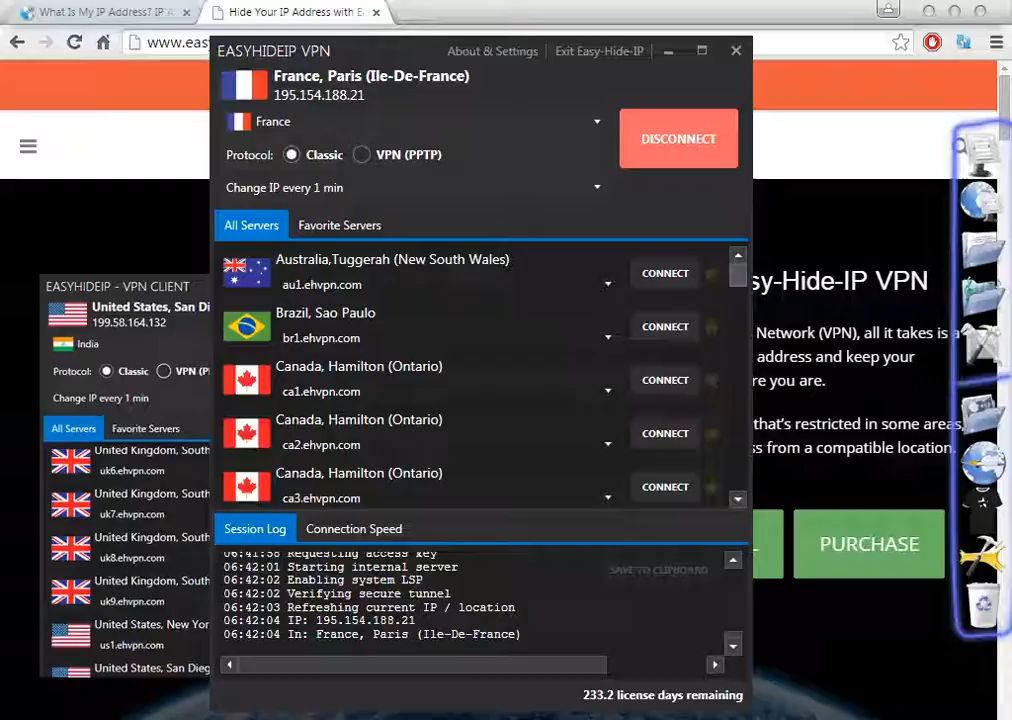 What Is My IP Address? IP A
Hide Your IP Address with E
www.eas
EASYHIDEIP VPN
About & Settings
Exit Easy-Hide-IP
France, Paris (Ile-De-France)
195.154.188.21
France
DISCONNECT
Protocol:
Classic
VPN (PPTP)
Change IP every 1 min
All Servers
Favorite Servers
Australia,Tuggerah (New South Wales)
au1.ehvpn.com
CONNECT
Brazil, Sao Paulo
br1.ehvpn.com
CONNECT
Canada, Hamilton (Ontario)
ca1.ehvpn.com
CONNECT
Canada, Hamilton (Ontario)
ca2.ehvpn.com
CONNECT
Canada, Hamilton (Ontario)
ca3.ehvpn.com
CONNECT
Session Log
Connection Speed
06:41:58 Requesting access key
06:42:01 Starting internal server
06:42:02 Enabling system LSP
06:42:02 Verifying secure tunnel
06:42:03 Refreshing current IP / location
06:42:04 IP: 195.154.188.21
06:42:04 In: France, Paris (Ile-De-France)
SAVE TO CLIPBOARD
233.2 license days remaining
EASYHIDEIP - VPN CLIENT
United States, San Di
199.58.164.132
India
Protocol:
Classic
VPN (P
Change IP every 1 min
All Servers
Favorite Servers
United Kingdom, South
uk6.ehvpn.com
United Kingdom, South
uk7.ehvpn.com
United Kingdom, South
uk8.ehvpn.com
United Kingdom, South
uk9.ehvpn.com
United States, New Yor
us1.ehvpn.com
United States, San Dieg
sy-Hide-IP VPN
Network (VPN), all it takes is a
address and keep your
re you are.
that's restricted in some areas,
s from a compatible location.
L
PURCHASE